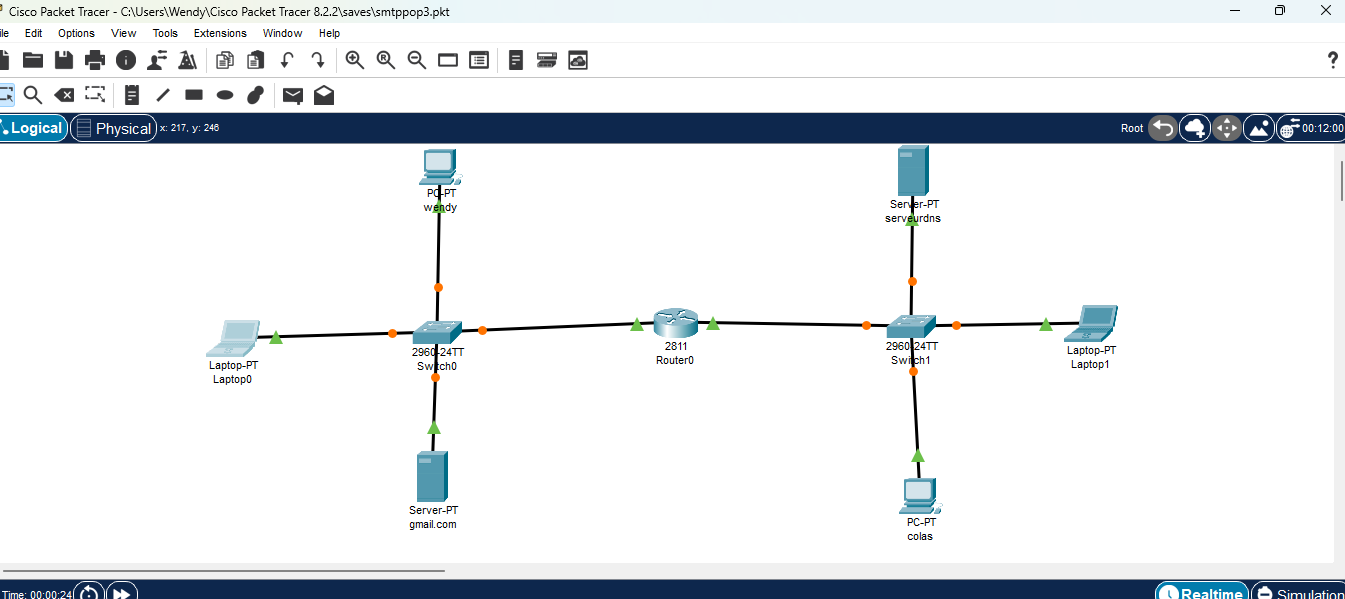 Cisco Packet Tracer - C:\Users\Wendy\Cisco Packet Tracer 8.2.2\saves\smtppop3.pkt
ile Edit Options View Tools Extensions Window Help
?
Logical Physical x: 217, y: 246 Root 00:12:00
PC-PT
wendy
Server-PT
serveurdns
2960-24TT
Switch0
2811
Router0
2960-24TT
Switch1
Laptop-PT
Laptop1
Laptop-PT
Laptop0
Server-PT
gmail.com
PC-PT
colas
Time: 00:00:24 Realtime Simulation